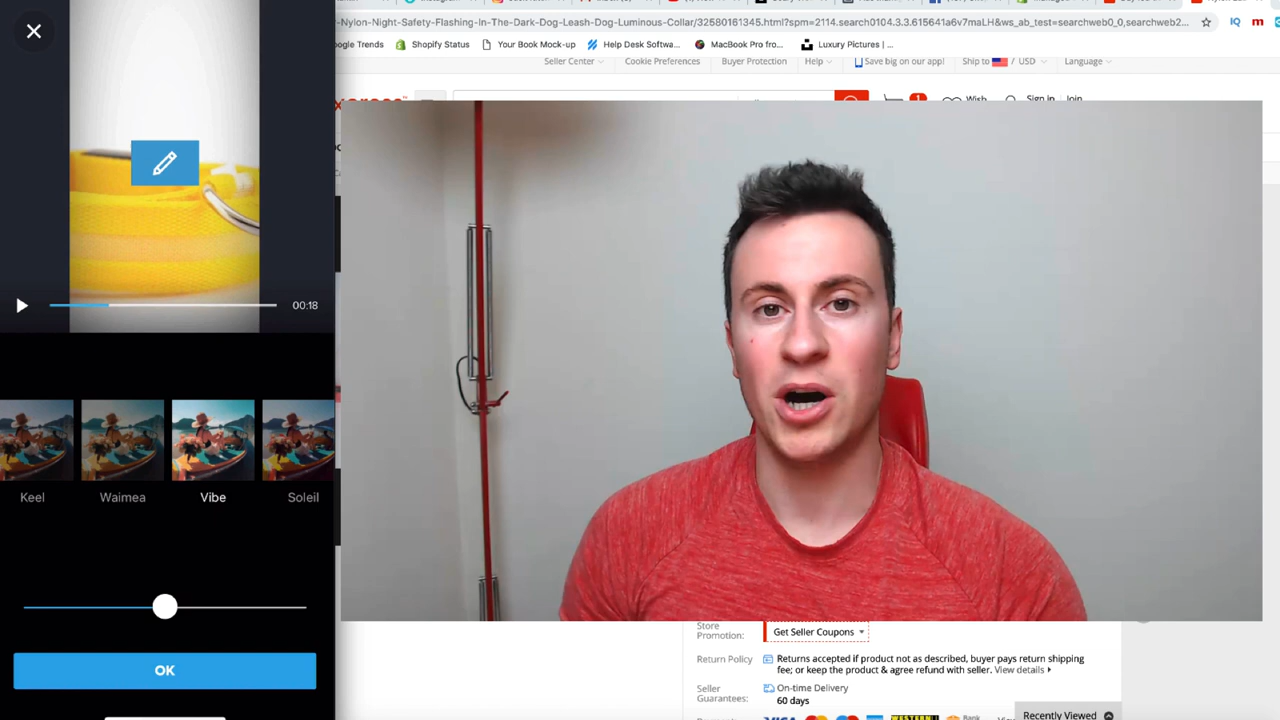 Google Trends
Shopify Status
Your Book Mock-up
Help Desk Softwa...
MacBook Pro fro...
Luxury Pictures | ...
-Nylon-Night-Safety-Flashing-In-The-Dark-Dog-Leash-Dog-Luminous-Collar/32580161345.html?spm=2114.search0104.3.3.615641a6v7maLH&ws_ab_test=searchweb0_0,searchweb2...
Seller Center
Cookie Preferences
Buyer Protection
Help
Save big on our app!
Ship to / USD
Language
1
Wish
Sign in
Join
00:18
Keel
Waimea
Vibe
Soleil
OK
Store
Promotion:
Get Seller Coupons
Return Policy
Returns accepted if product not as described, buyer pays return shipping
fee; or keep the product & agree refund with seller. View details
Seller
Guarantees:
On-time Delivery
60 days
VISA
WESTERN
Bank
Recently Viewed